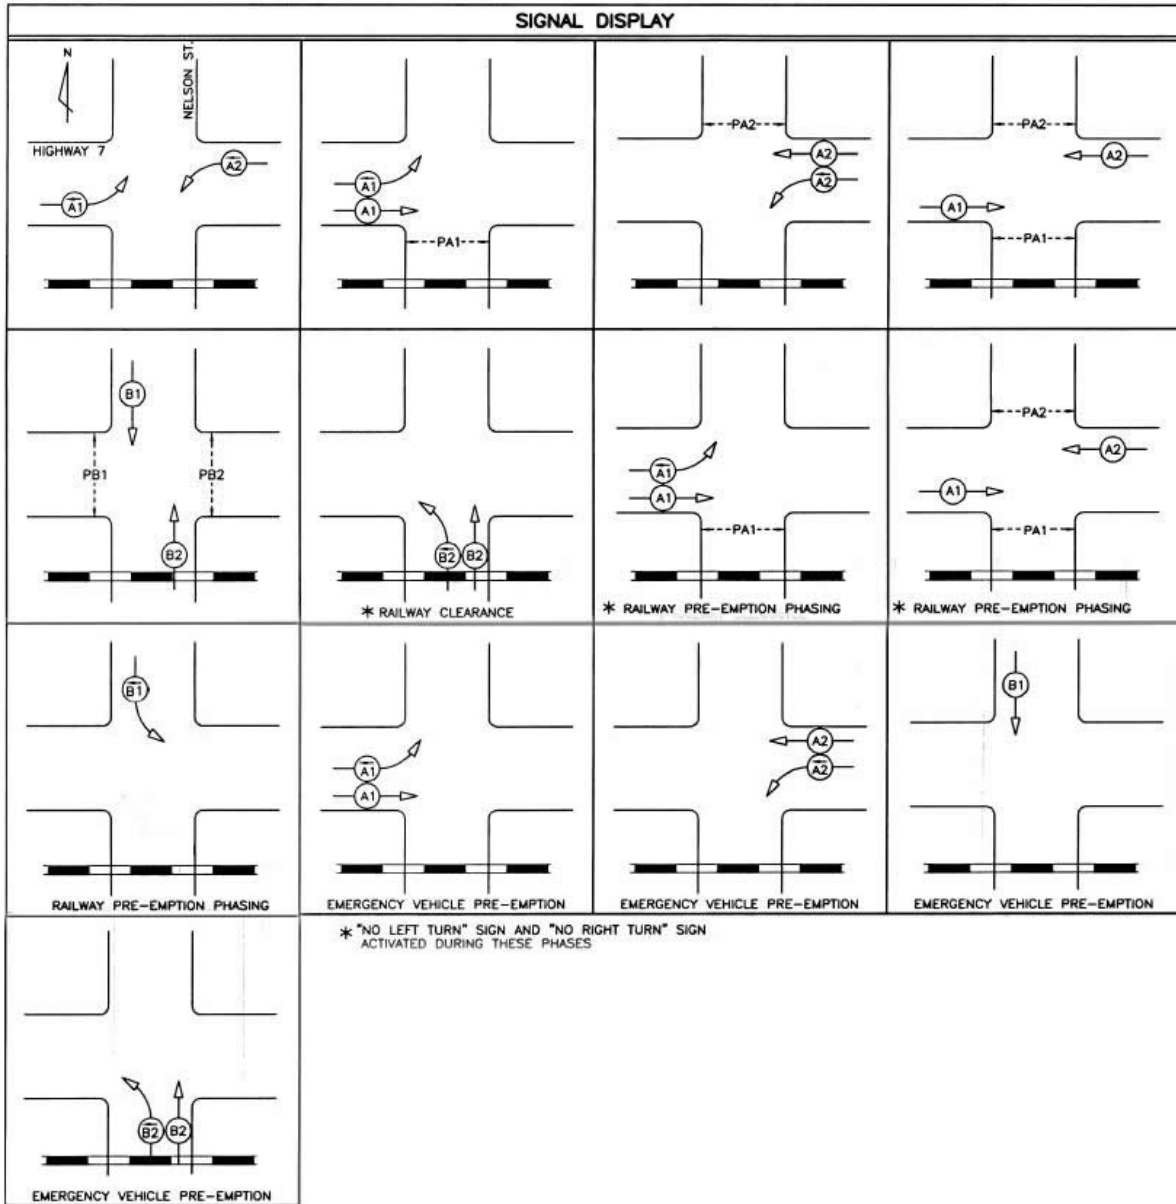 SIGNAL DISPLAY
N
NELSON ST.
HIGHWAY 7
A1
A2
A1
A1
PA1
PA2
A2
A2
PA2
A2
A1
PA1
B1
PB1
PB2
B2
B2
B2
* RAILWAY CLEARANCE
A1
A1
PA1
* RAILWAY PRE-EMPTION PHASING
PA2
A2
A1
PA1
* RAILWAY PRE-EMPTION PHASING
B1
RAILWAY PRE-EMPTION PHASING
A1
A1
EMERGENCY VEHICLE PRE-EMPTION
A2
A2
EMERGENCY VEHICLE PRE-EMPTION
B1
EMERGENCY VEHICLE PRE-EMPTION
* "NO LEFT TURN" SIGN AND "NO RIGHT TURN" SIGN
ACTIVATED DURING THESE PHASES
B2
B2
EMERGENCY VEHICLE PRE-EMPTION